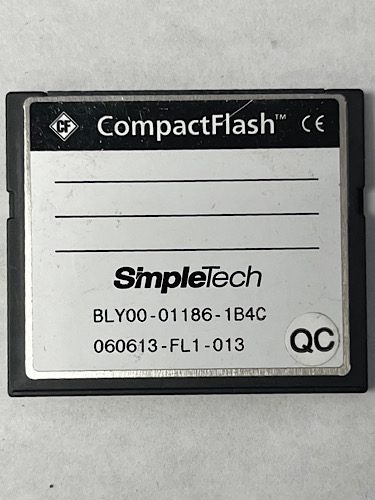 CF CompactFlash™ CE
SimpleTech
BLY00-01186-1B4C
060613-FL1-013
QC